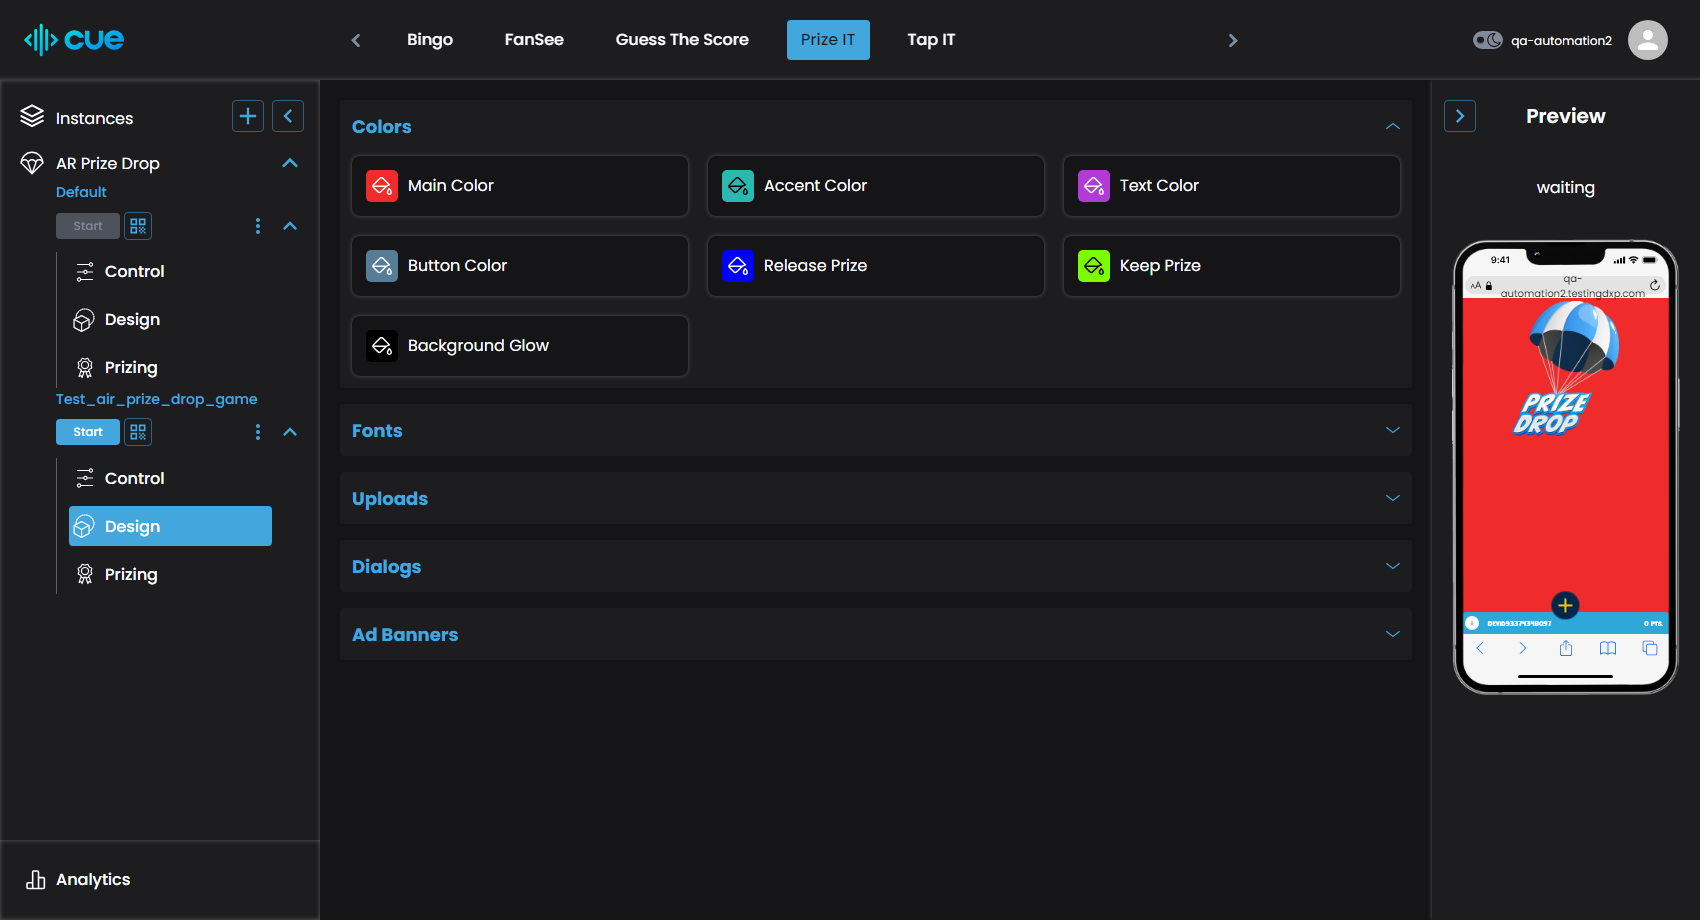 cue
Bingo
FanSee
Guess The Score
Prize IT
Tap IT
qa-automation2
Instances
AR Prize Drop
Default
Start
Control
Design
Prizing
Test_air_prize_drop_game
Start
Control
Design
Prizing
Analytics
Colors
Main Color
Accent Color
Text Color
Button Color
Release Prize
Keep Prize
Background Glow
Fonts
Uploads
Dialogs
Ad Banners
Preview
waiting
9:41
AA
qa-
automation2.testingdxp.com
PRIZE
DROP
0 PTS.